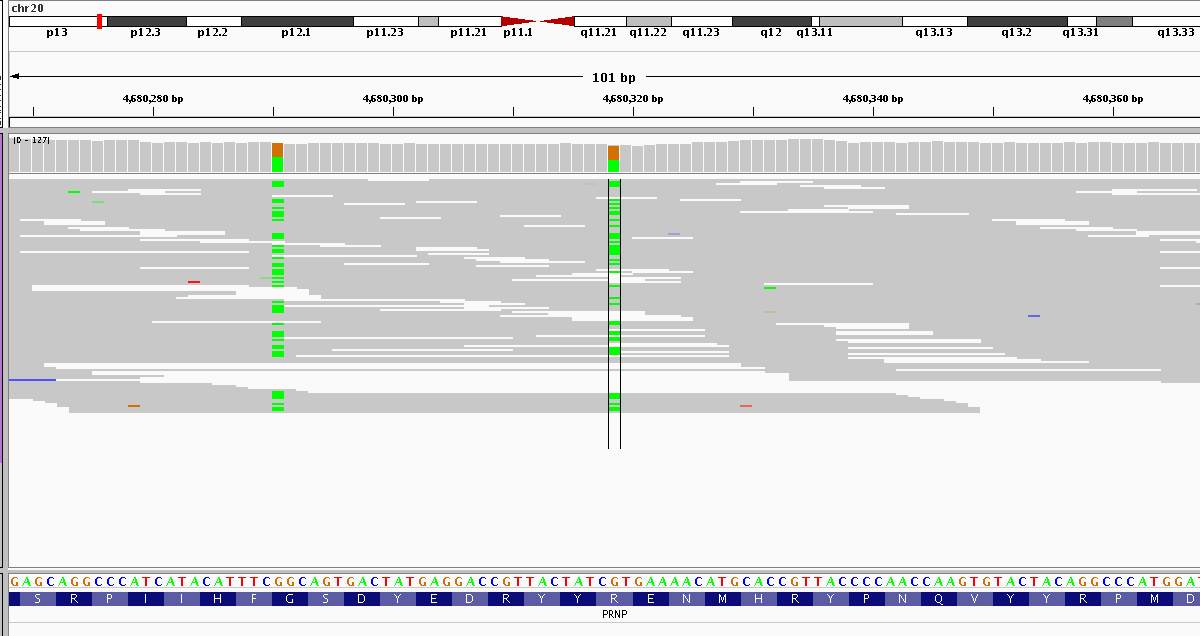 chr20
p13 p12.3 p12.2 p12.1 p11.23 p11.21 p11.1 q11.21 q11.22 q11.23 q12 q13.11 q13.13 q13.2 q13.31 q13.33
101 bp
4,680,280 bp 4,680,300 bp 4,680,320 bp 4,680,340 bp 4,680,360 bp
[0 - 127]
GAGCAGGCCCATCATACATTTCGGCAGTGACTATGAGGACCGTTACTATCGTGAAAACATGCACCGTTACCCCAACCAAGTGTACTACAGGCCCATGGAT
S R P I I H F G S D Y E D R Y Y R E N M H R Y P N Q V Y Y R P M D
PRNP